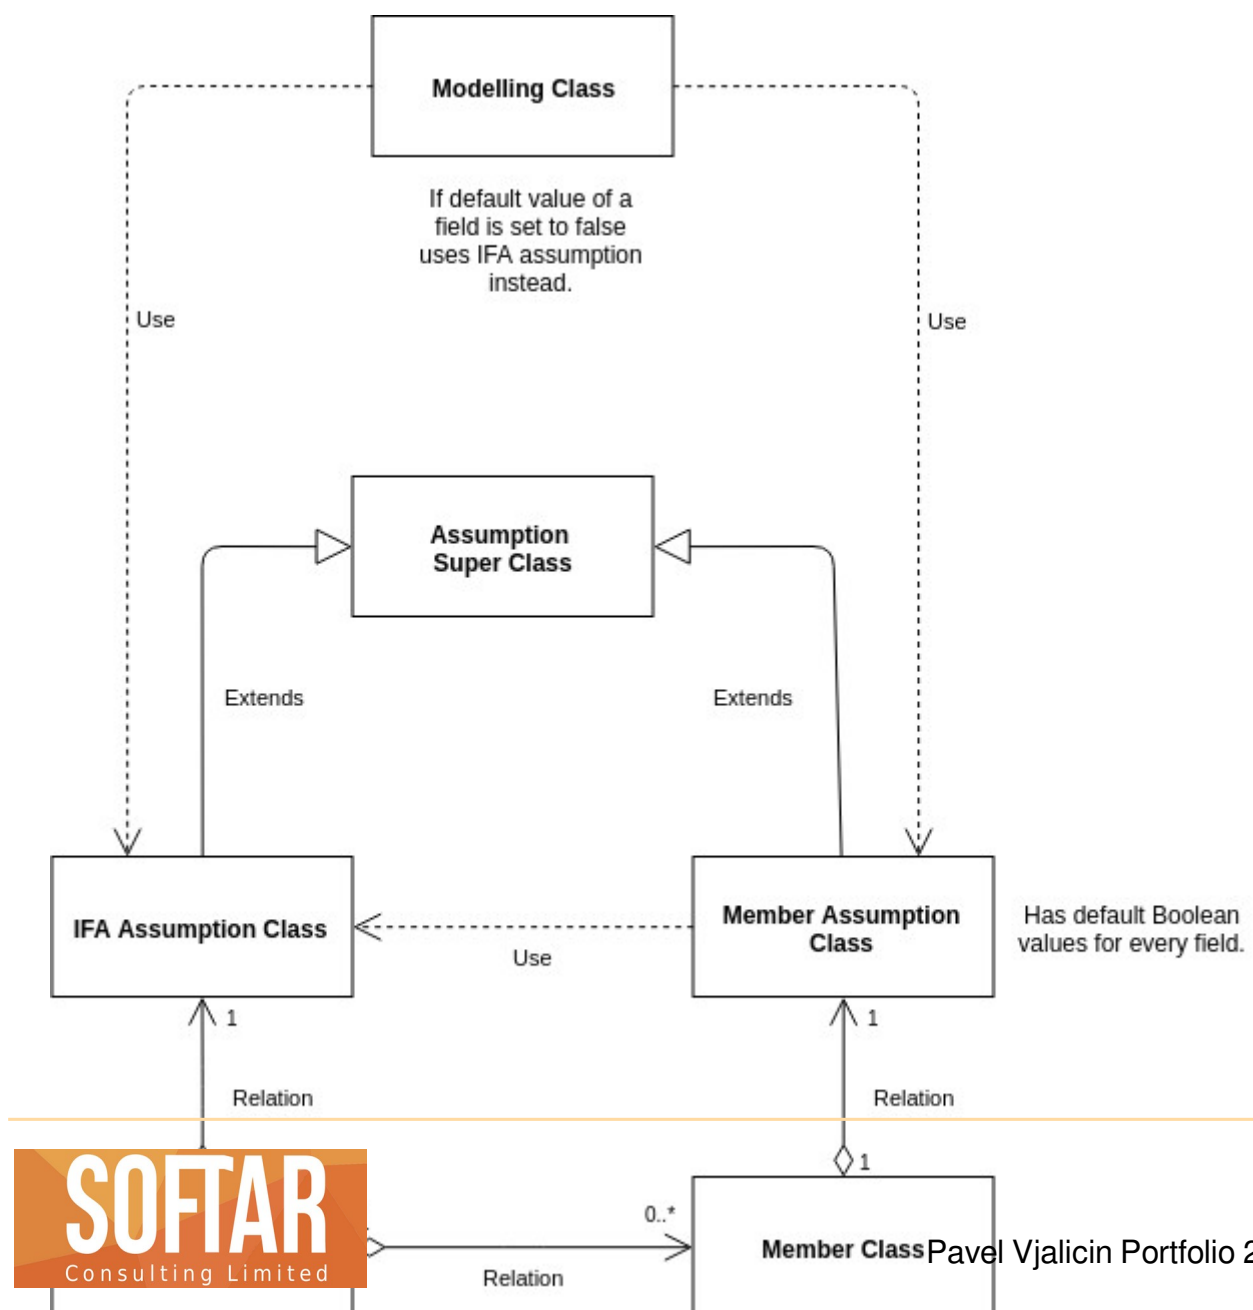 Modelling Class
If default value of a
field is set to false
uses IFA assumption
instead.
Use
Use
Assumption
Super Class
Extends
Extends
IFA Assumption Class
Use
Member Assumption
Class
Has default Boolean
values for every field.
1
1
Relation
Relation
1
SOFTAR
Consulting Limited
0..*
Relation
Member Class
Pavel Vjalicin Portfolio